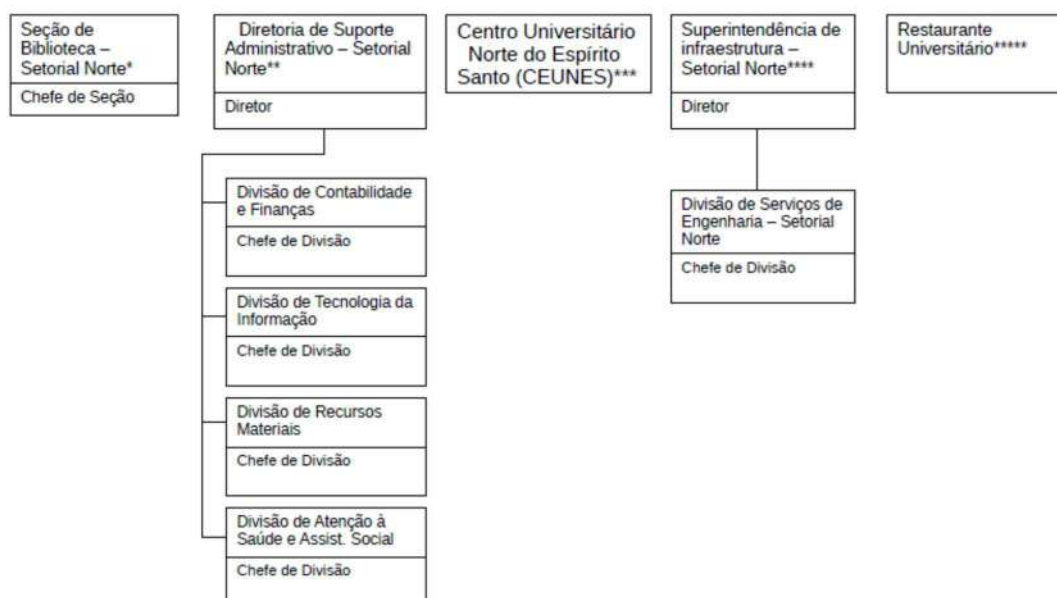 Seção de
Biblioteca –
Setorial Norte*
Chefe de Seção
Diretoria de Suporte
Administrativo – Setorial
Norte**
Diretor
Divisão de Contabilidade
e Finanças
Chefe de Divisão
Divisão de Tecnologia da
Informação
Chefe de Divisão
Divisão de Recursos
Materiais
Chefe de Divisão
Divisão de Atenção à
Saúde e Assist. Social
Chefe de Divisão
Centro Universitário
Norte do Espírito
Santo (CEUNES)***
Superintendência de
infraestrutura –
Setorial Norte****
Diretor
Divisão de Serviços de
Engenharia – Setorial
Norte
Chefe de Divisão
Restaurante
Universitário*****